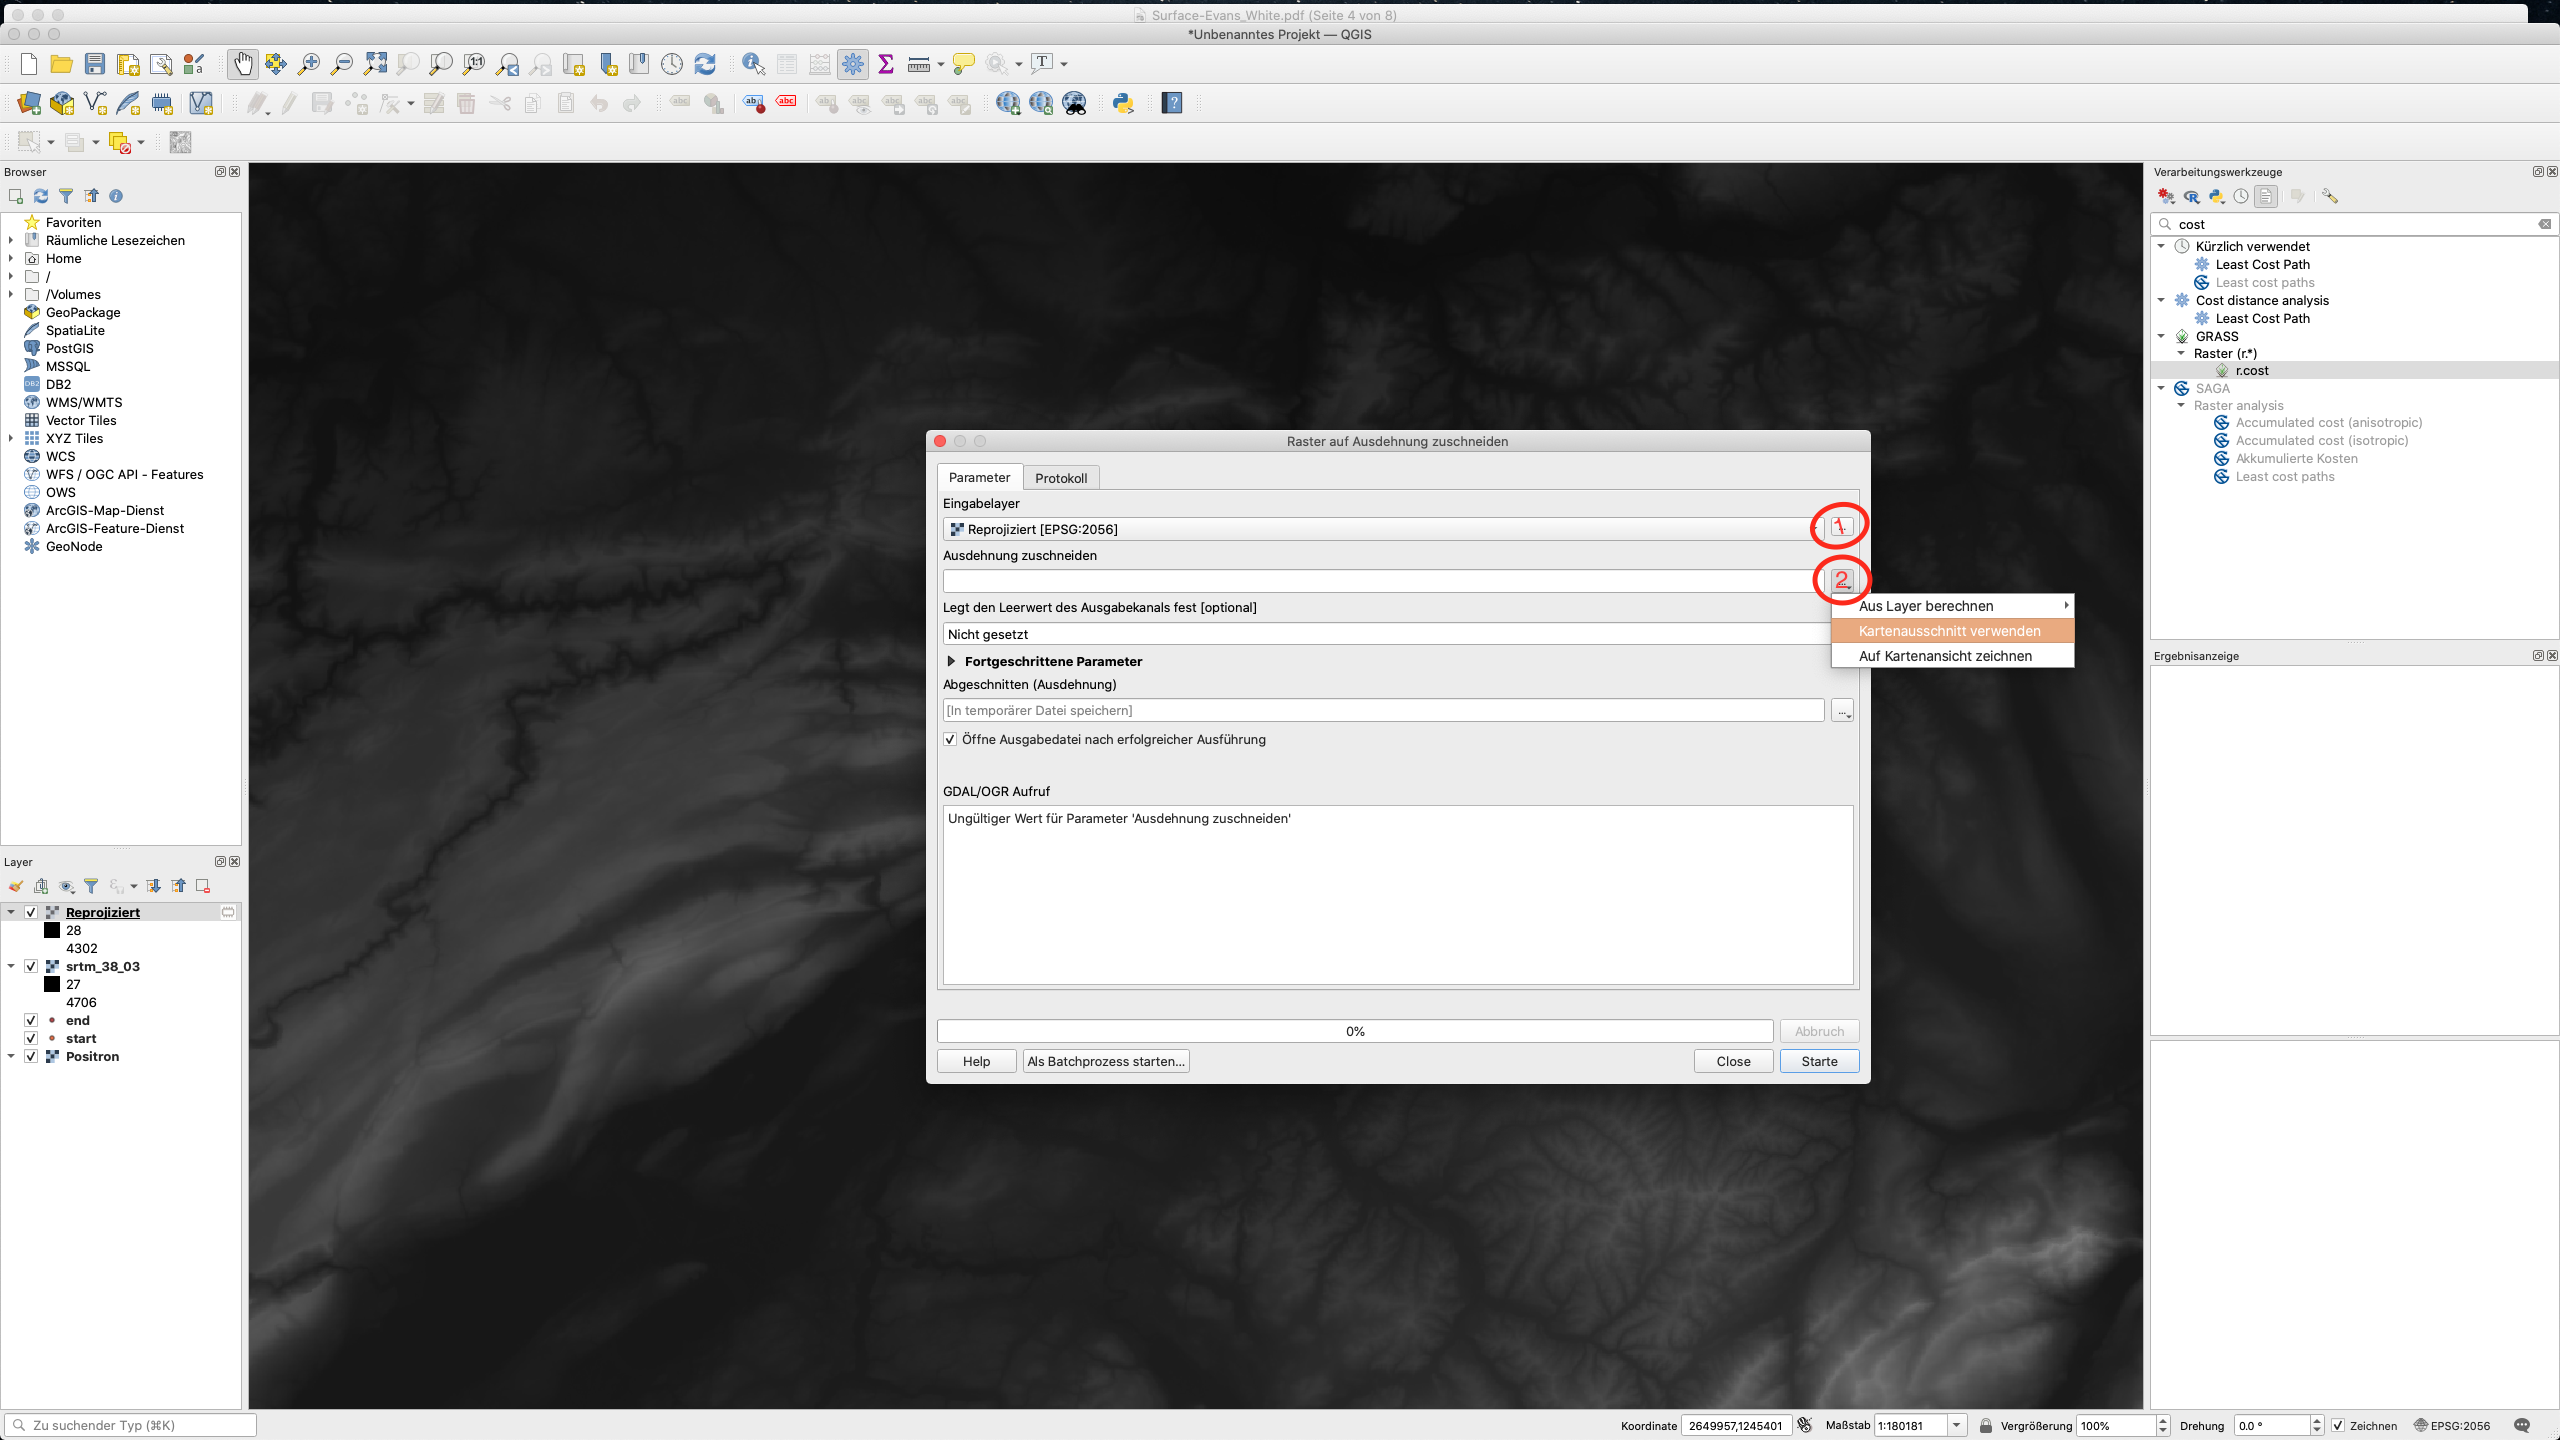 Surface-Evans_White.pdf (Seite 4 von 8)
*Unbenanntes Projekt — QGIS
Browser
Favoriten
Räumliche Lesezeichen
Home
/
/Volumes
GeoPackage
SpatiaLite
PostGIS
MSSQL
DB2
WMS/WMTS
Vector Tiles
XYZ Tiles
WCS
WFS / OGC API - Features
OWS
ArcGIS-Map-Dienst
ArcGIS-Feature-Dienst
GeoNode
Layer
Reprojiziert
28
4302
srtm_38_03
27
4706
end
start
Positron
Raster auf Ausdehnung zuschneiden
Parameter
Protokoll
Eingabelayer
Reprojiziert [EPSG:2056]
1
Ausdehnung zuschneiden
2
Aus Layer berechnen
Kartenausschnitt verwenden
Auf Kartenansicht zeichnen
Legt den Leerwert des Ausgabekanals fest [optional]
Nicht gesetzt
Fortgeschrittene Parameter
Abgeschnitten (Ausdehnung)
[In temporärer Datei speichern]
...
Öffne Ausgabedatei nach erfolgreicher Ausführung
GDAL/OGR Aufruf
Ungültiger Wert für Parameter 'Ausdehnung zuschneiden'
0%
Abbruch
Help
Als Batchprozess starten...
Close
Starte
Verarbeitungswerkzeuge
cost
Kürzlich verwendet
Least Cost Path
Least cost paths
Cost distance analysis
Least Cost Path
GRASS
Raster (r.*)
r.cost
SAGA
Raster analysis
Accumulated cost (anisotropic)
Accumulated cost (isotropic)
Akkumulierte Kosten
Least cost paths
Ergebnisanzeige
Zu suchender Typ (⌘K)
Koordinate 2649957,1245401
Maßstab 1:180181
Vergrößerung 100%
Drehung 0.0 °
Zeichnen
EPSG:2056